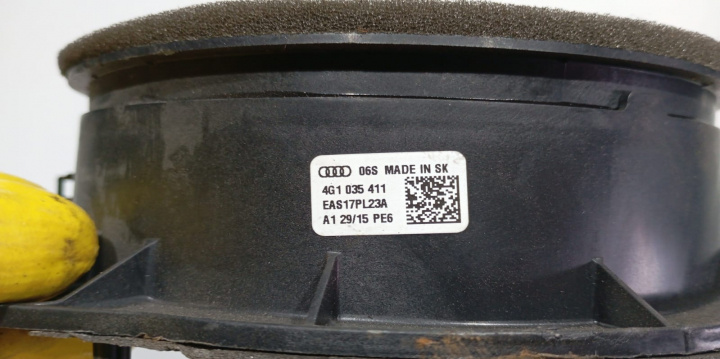 06S MADE IN SK
4G1 035 411
EAS17PL23A
A1 29/15 PE6